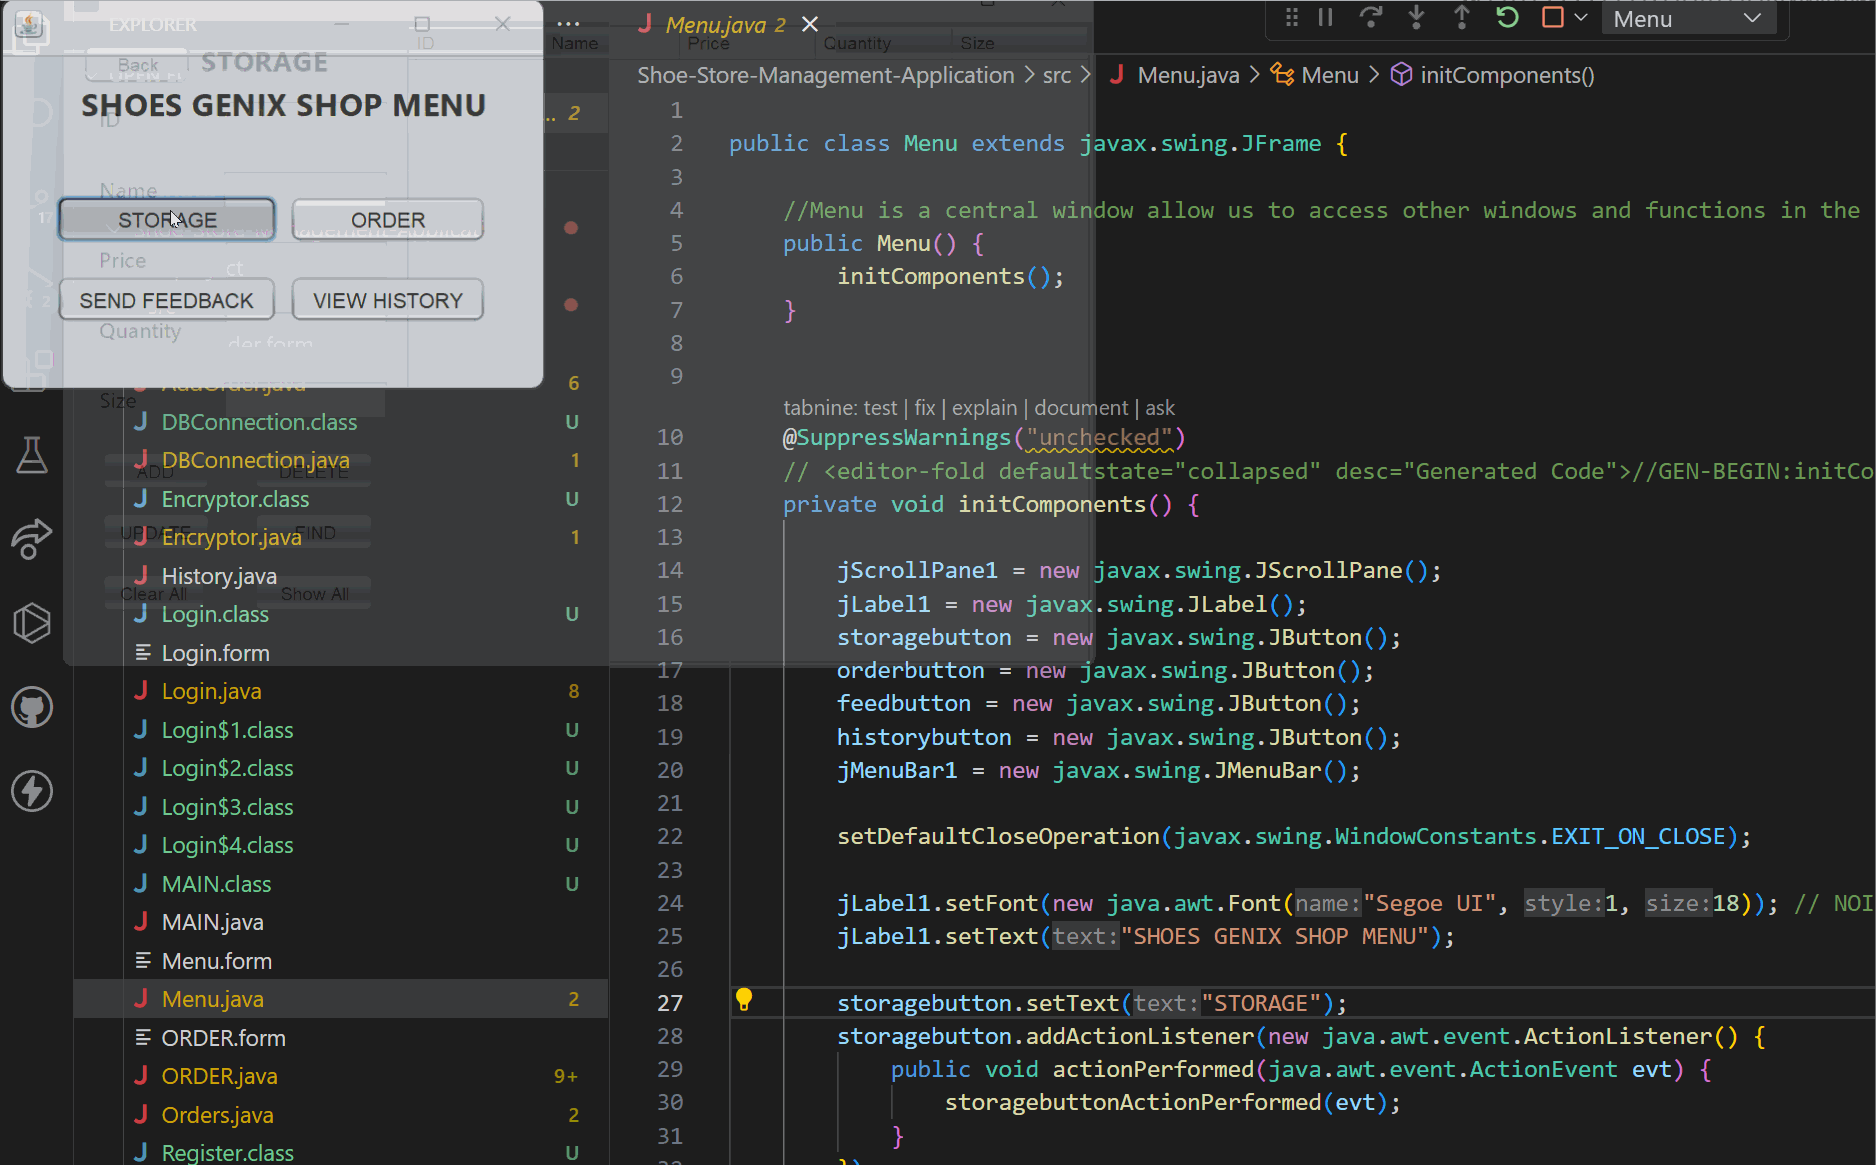 EXPLORER
ID
Back
STORAGE
SHOES GENIX SHOP MENU
ID
Name
STORAGE
ORDER
Price
SEND FEEDBACK
VIEW HISTORY
Quantity
Size
ADD
DELETE
UPDATE
FIND
Clear All
Show All
Name
Price
Quantity
Size
.. 2
17
2
AddOrder.java 6
DBConnection.class U
DBConnection.java 1
Encryptor.class U
Encryptor.java 1
History.java
Login.class U
Login.form
Login.java 8
Login$1.class U
Login$2.class U
Login$3.class U
Login$4.class U
MAIN.class U
MAIN.java
Menu.form
Menu.java 2
ORDER.form
ORDER.java 9+
Orders.java 2
Register.class U
Menu.java 2
Menu
Shoe-Store-Management-Application > src > Menu.java > Menu > initComponents()
1
2 public class Menu extends javax.swing.JFrame {
3
4 //Menu is a central window allow us to access other windows and functions in the
5 public Menu() {
6 initComponents();
7 }
8
9
tabnine: test | fix | explain | document | ask
10 @SuppressWarnings("unchecked")
11 // <editor-fold defaultstate="collapsed" desc="Generated Code">//GEN-BEGIN:initCo
12 private void initComponents() {
13
14 jScrollPane1 = new javax.swing.JScrollPane();
15 jLabel1 = new javax.swing.JLabel();
16 storagebutton = new javax.swing.JButton();
17 orderbutton = new javax.swing.JButton();
18 feedbutton = new javax.swing.JButton();
19 historybutton = new javax.swing.JButton();
20 jMenuBar1 = new javax.swing.JMenuBar();
21
22 setDefaultCloseOperation(javax.swing.WindowConstants.EXIT_ON_CLOSE);
23
24 jLabel1.setFont(new java.awt.Font(name:"Segoe UI", style:1, size:18)); // NOI
25 jLabel1.setText(text:"SHOES GENIX SHOP MENU");
26
27 storagebutton.setText(text:"STORAGE");
28 storagebutton.addActionListener(new java.awt.event.ActionListener() {
29 public void actionPerformed(java.awt.event.ActionEvent evt) {
30 storagebuttonActionPerformed(evt);
31 }